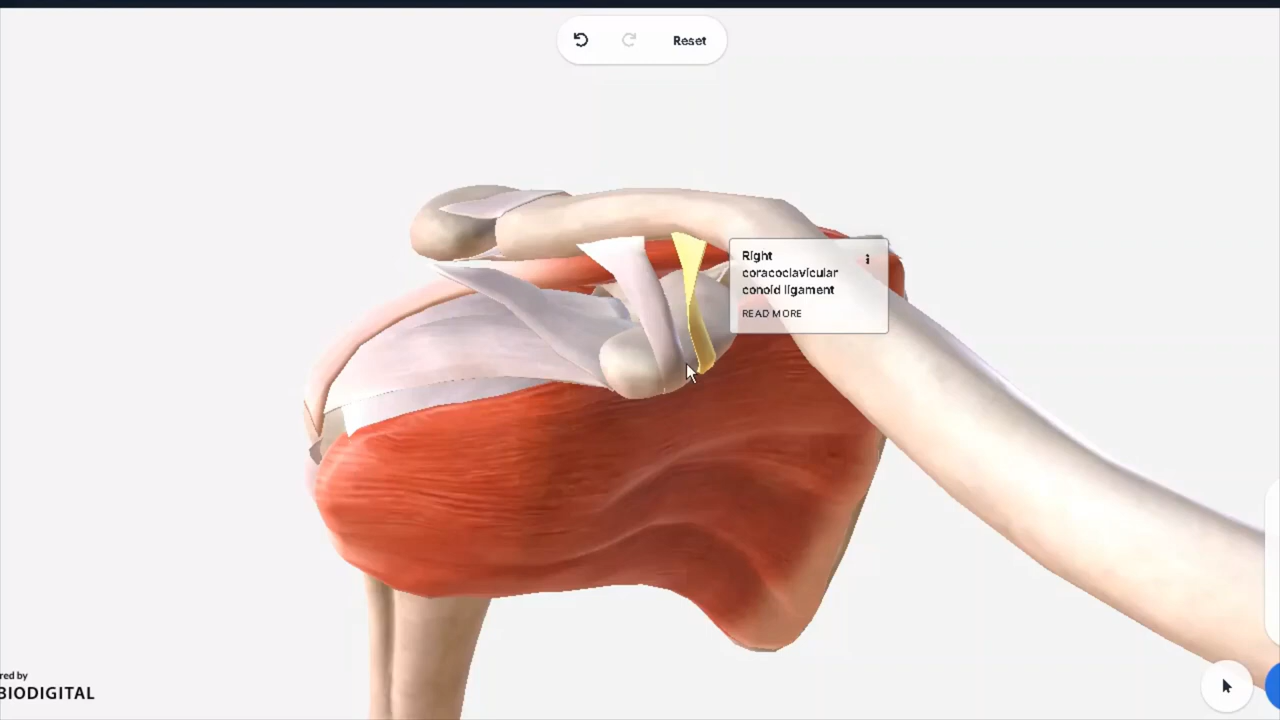 Reset
Right
coracoclavicular
conoid ligament
READ MORE
red by
BIODIGITAL